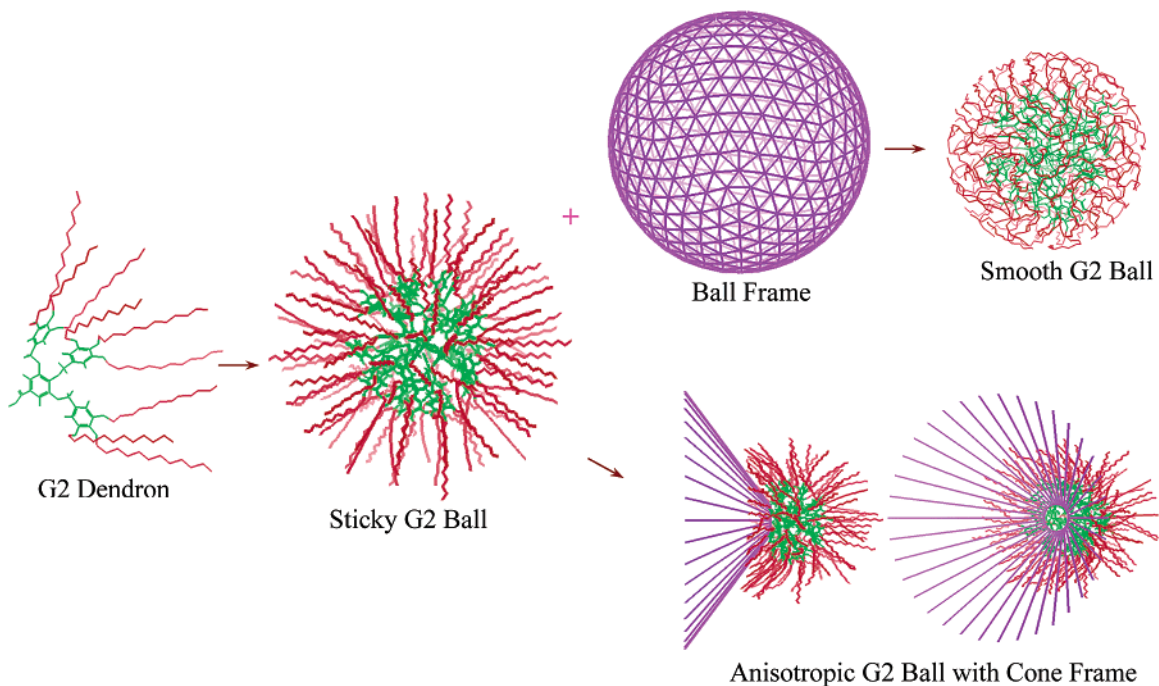 +
Ball Frame
Smooth G2 Ball
G2 Dendron
Sticky G2 Ball
Anisotropic G2 Ball with Cone Frame